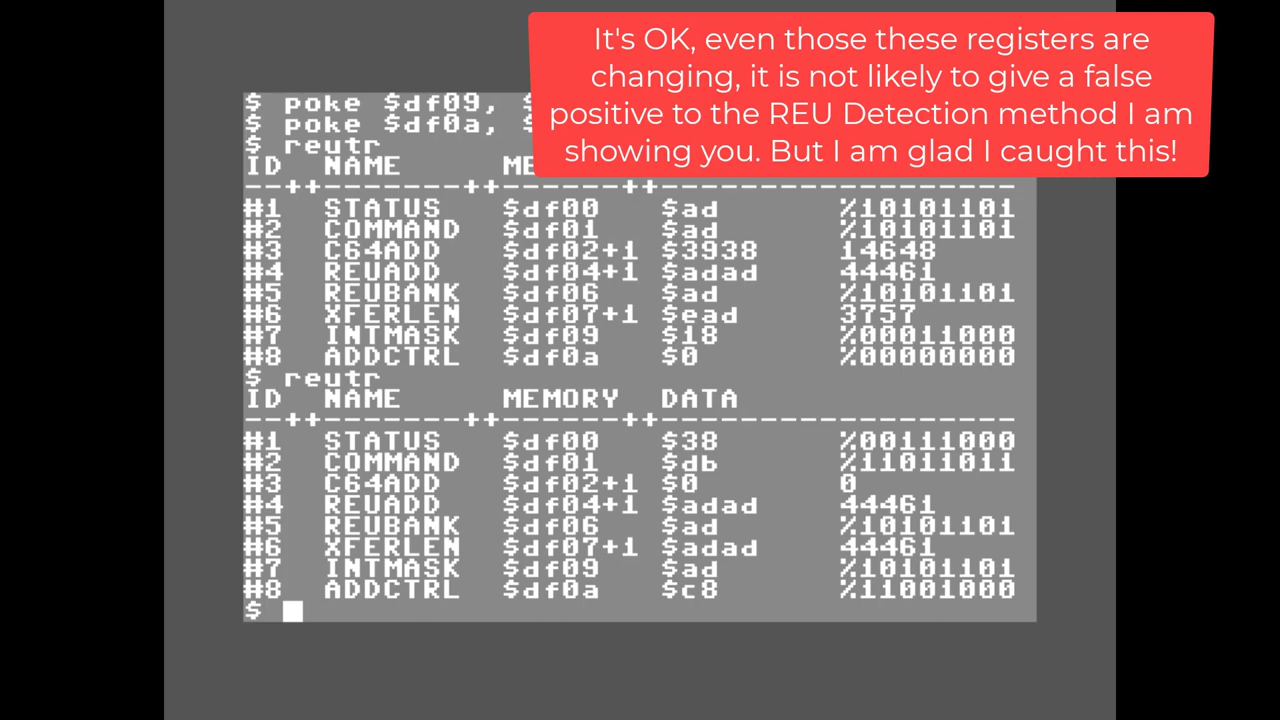 It's OK, even those these registers are
changing, it is not likely to give a false
positive to the REU Detection method I am
showing you. But I am glad I caught this!
$ poke $df09, $
$ poke $df0a, $
$ reutr
ID NAME
--++-------++------++------------------
#1 STATUS $df00 $ad %10101101
#2 COMMAND $df01 $ad %10101101
#3 C64ADD $df02+1 $3938 14648
#4 REUADD $df04+1 $adad 44461
#5 REUBANK $df06 $ad %10101101
#6 XFERLEN $df07+1 $ead 3757
#7 INTMASK $df09 $18 %00011000
#8 ADDCTRL $df0a $0 %00000000
$ reutr
ID NAME MEMORY DATA
--++-------++------++------------------
#1 STATUS $df00 $38 %00111000
#2 COMMAND $df01 $db %11011011
#3 C64ADD $df02+1 $0 0
#4 REUADD $df04+1 $adad 44461
#5 REUBANK $df06 $ad %10101101
#6 XFERLEN $df07+1 $adad 44461
#7 INTMASK $df09 $ad %10101101
#8 ADDCTRL $df0a $c8 %11001000
$